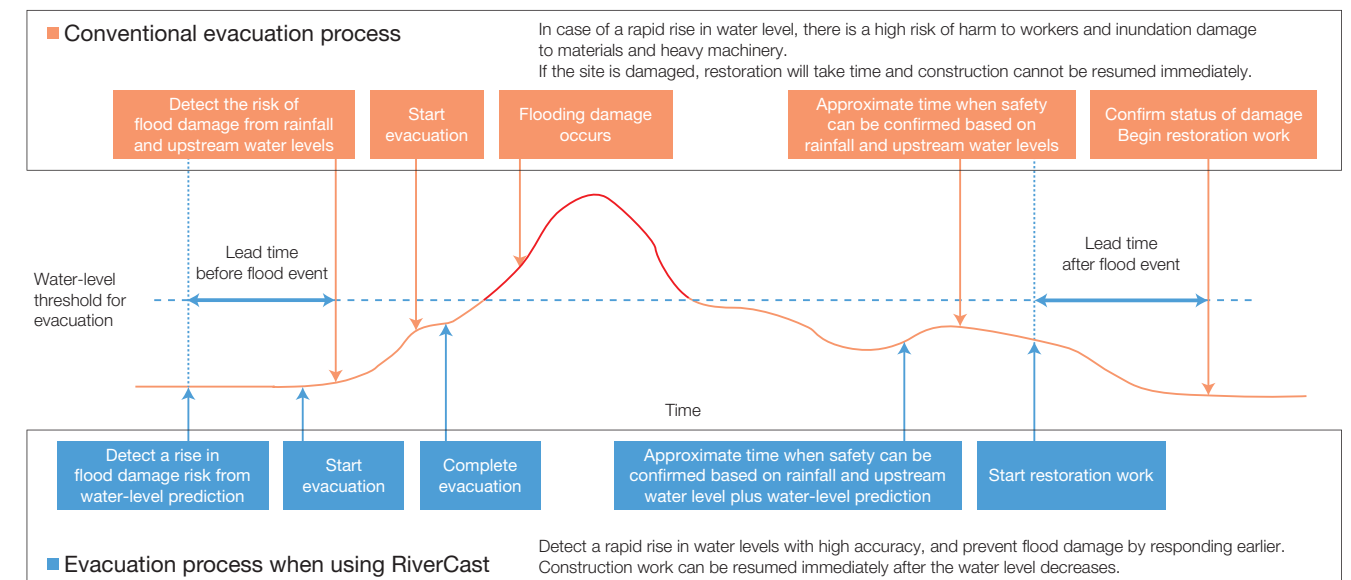 Conventional evacuation process
In case of a rapid rise in water level, there is a high risk of harm to workers and inundation damage
to materials and heavy machinery.
If the site is damaged, restoration will take time and construction cannot be resumed immediately.
Detect the risk of
flood damage from rainfall
and upstream water levels
Start
evacuation
Flooding damage
occurs
Approximate time when safety
can be confirmed based on
rainfall and upstream water levels
Confirm status of damage
Begin restoration work
Lead time
before flood event
Lead time
after flood event
Water-level
threshold for
evacuation
Time
Detect a rise in
flood damage risk from
water-level prediction
Start
evacuation
Complete
evacuation
Approximate time when safety can be
confirmed based on rainfall and upstream
water level plus water-level prediction
Start restoration work
Evacuation process when using RiverCast
Detect a rapid rise in water levels with high accuracy, and prevent flood damage by responding earlier.
Construction work can be resumed immediately after the water level decreases.